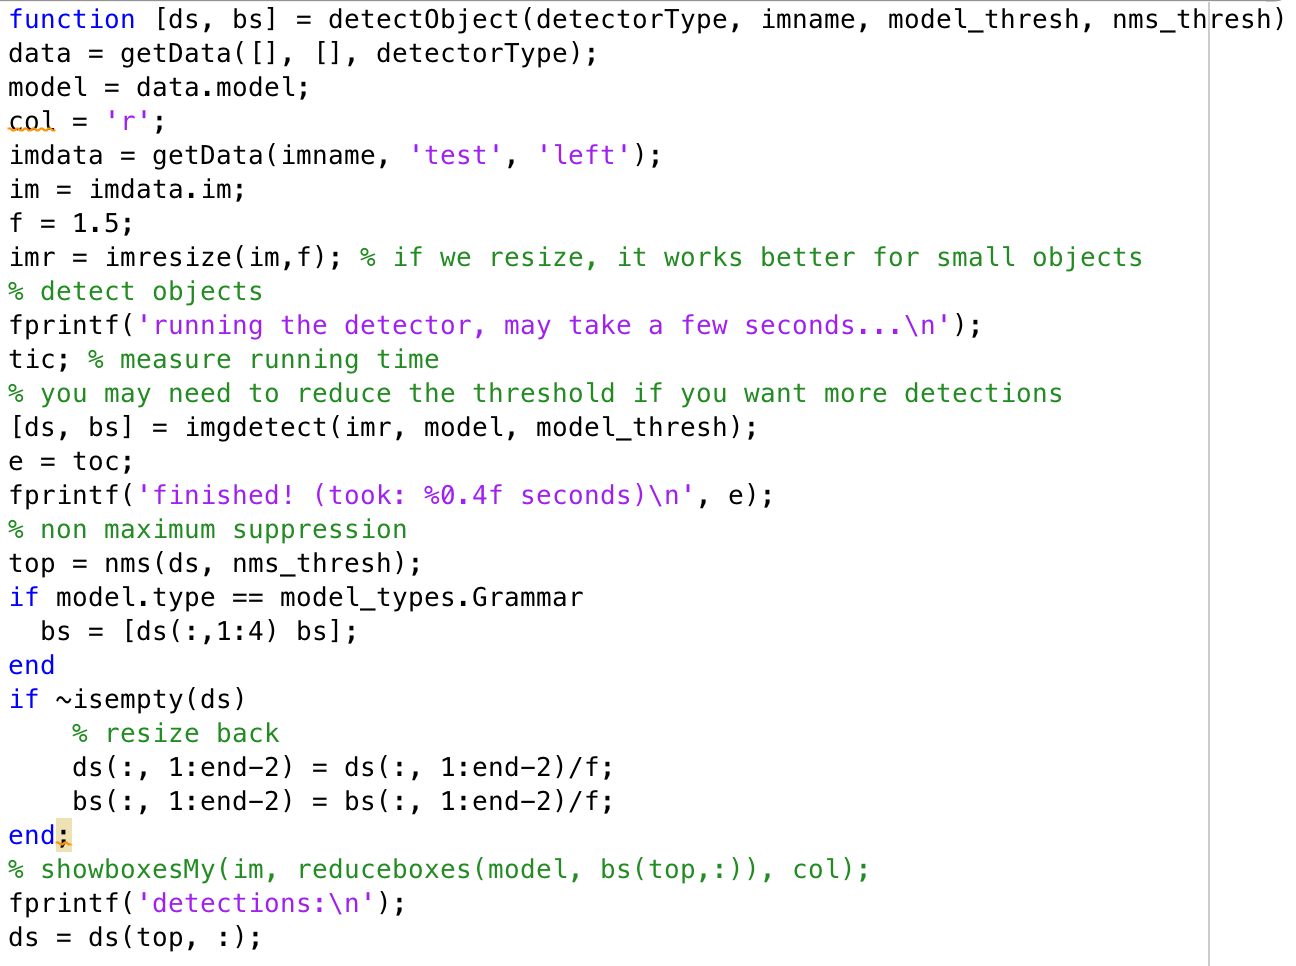 function [ds, bs] = detectObject(detectorType, imname, model_thresh, nms_thresh)
data = getData([], [], detectorType);
model = data.model;
col = 'r';
imdata = getData(imname, 'test', 'left');
im = imdata.im;
f = 1.5;
imr = imresize(im,f); % if we resize, it works better for small objects
% detect objects
fprintf('running the detector, may take a few seconds...\n');
tic; % measure running time
% you may need to reduce the threshold if you want more detections
[ds, bs] = imgdetect(imr, model, model_thresh);
e = toc;
fprintf('finished! (took: %0.4f seconds)\n', e);
% non maximum suppression
top = nms(ds, nms_thresh);
if model.type == model_types.Grammar
  bs = [ds(:,1:4) bs];
end
if ~isempty(ds)
    % resize back
    ds(:, 1:end-2) = ds(:, 1:end-2)/f;
    bs(:, 1:end-2) = bs(:, 1:end-2)/f;
end;
% showboxesMy(im, reduceboxes(model, bs(top,:)), col);
fprintf('detections:\n');
ds = ds(top, :);